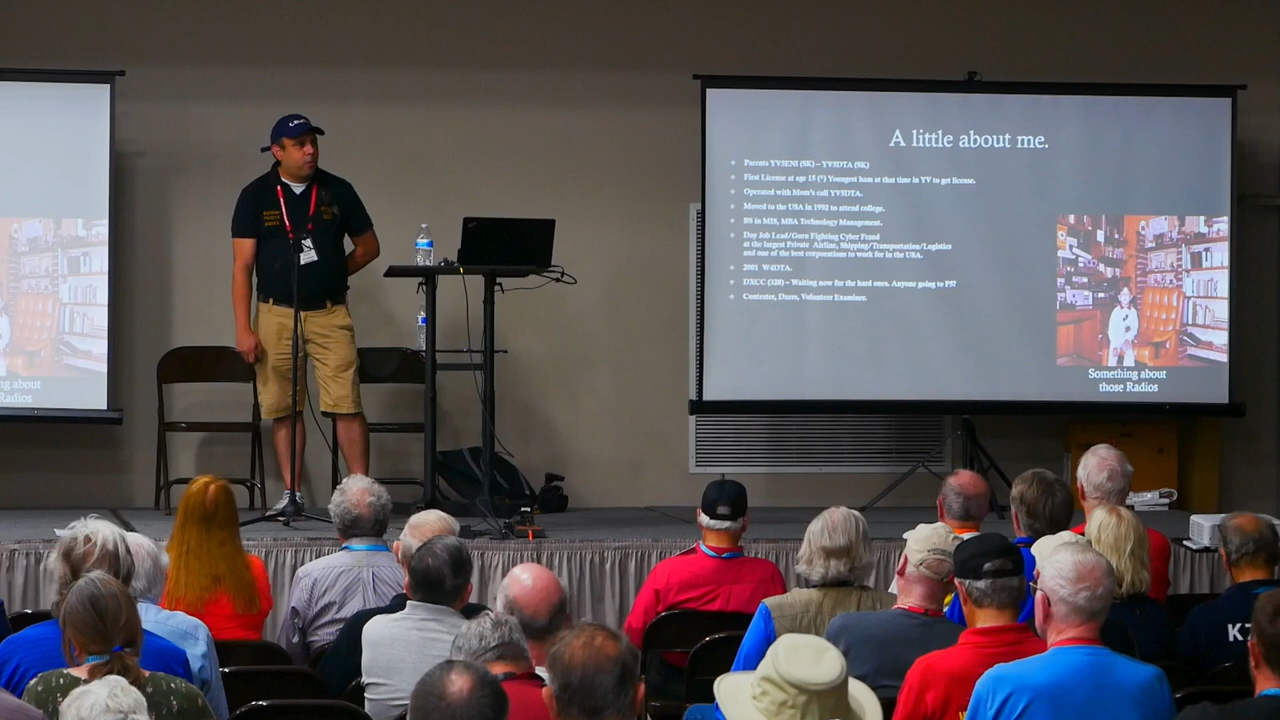 A little about me.
Parents YV5ENI (SK) – YV5DTA (SK)
First License at age 15 (*) Youngest ham at that time in YV to get license.
Operated with Mom's call YV5DTA.
Moved to the USA in 1992 to attend college.
BS in MIS, MBA Technology Management.
Day Job Lead/Guru Fighting Cyber Fraud
at the largest Private Airline, Shipping/Transportation/Logistics
and one of the best corporations to work for in the USA.
2001 W4DTA.
DXCC (328) – Waiting now for the hard ones. Anyone going to P5?
Contester, Dxers, Volunteer Examiner.
Something about
those Radios
ng about
Radios
K7